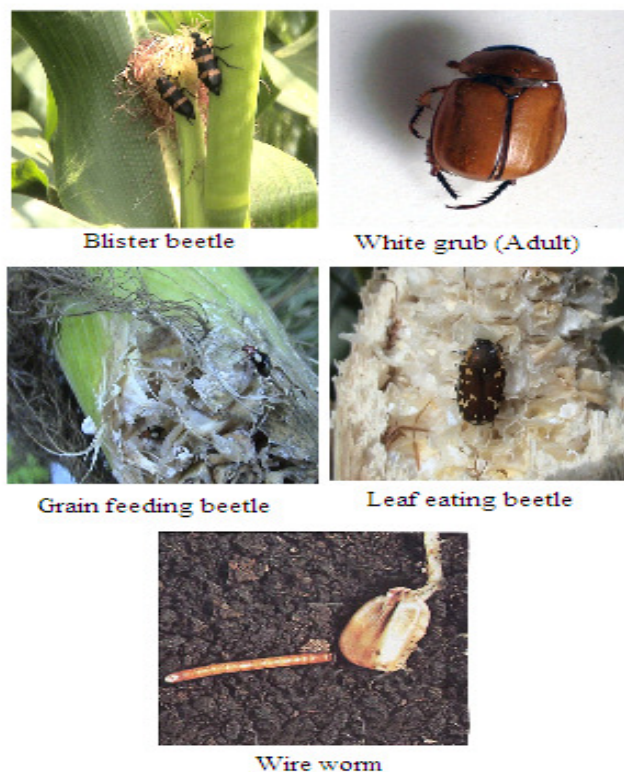 Blister beetle
White grub (Adult)
Grain feeding beetle
Leaf eating beetle
Wire worm